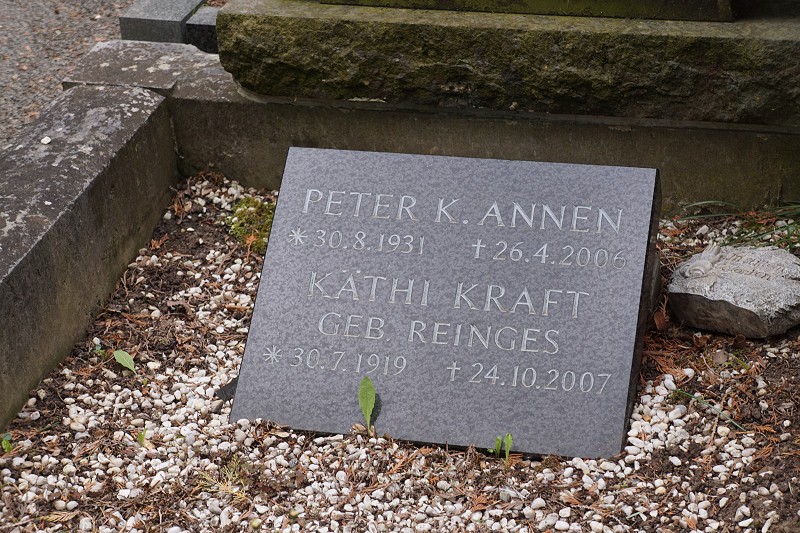 PETER K. ANNEN
* 30.8.1931 † 26.4.2006
KÄTHI KRAFT
GEB. REINGES
* 30.7.1919 † 24.10.2007